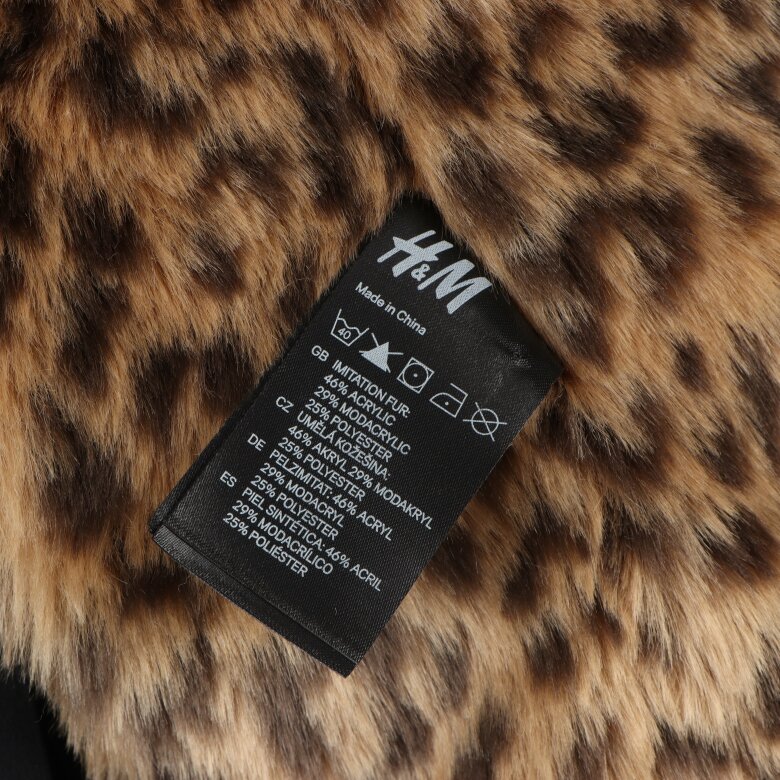 H&M
Made in China
40
GB IMITATION FUR:
46% ACRYLIC
29% MODACRYLIC
25% POLYESTER
CZ UMĚLÁ KOŽEŠINA:
46% AKRYL 29% MODAKRYL
25% POLYESTER
DE PELZIMITAT: 46% ACRYL
29% MODACRYL
25% POLYESTER
ES PIEL SINTÉTICA: 46% ACRIL
29% MODACRÍLICO
25% POLIÉSTER